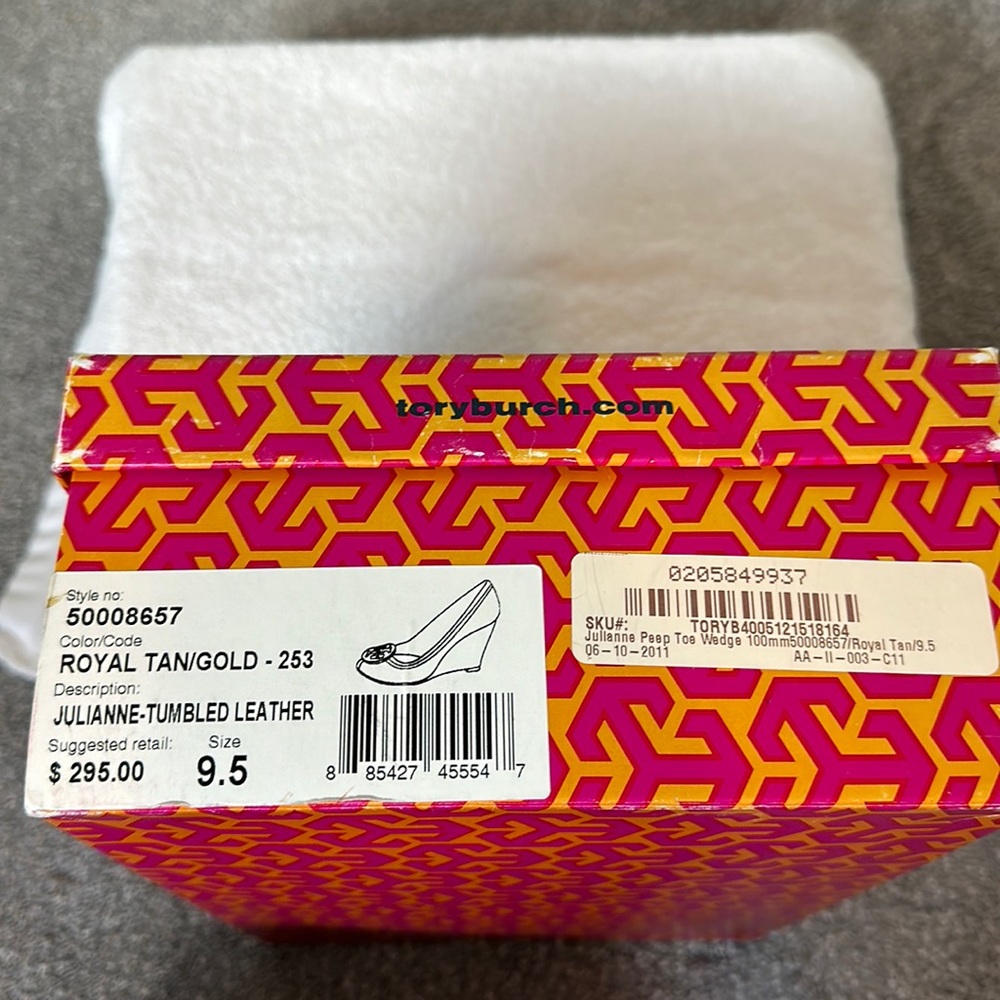 toryburch.com
Style no:
50008657
Color/Code
ROYAL TAN/GOLD - 253
Description:
JULIANNE-TUMBLED LEATHER
Suggested retail: Size
$ 295.00 9.5
8 85427 45554 7
0205849937
SKU#: TORYB4005121518164
Julianne Peep Toe Wedge 100mm50008657/Royal Tan/9.5
06-10-2011 AA-II-003-C11